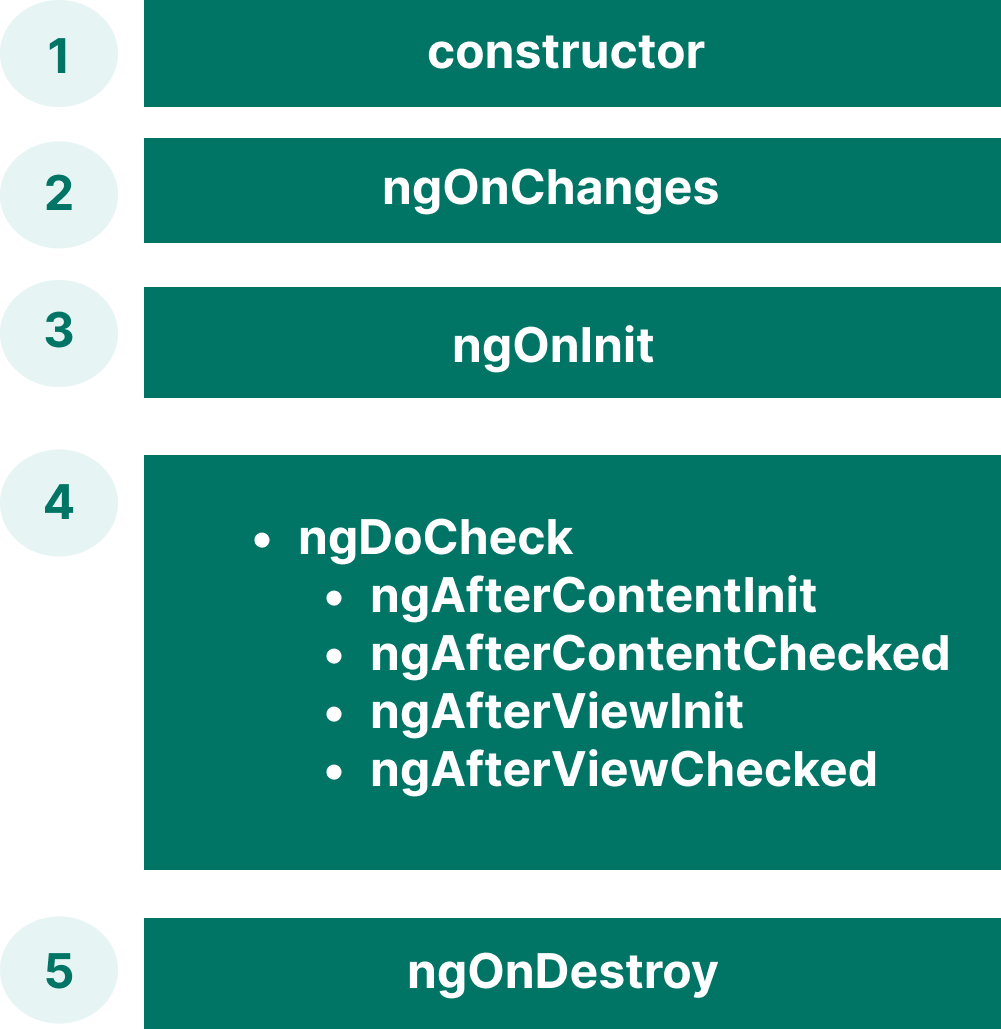 1
constructor
2
ngOnChanges
3
ngOnInit
4
• ngDoCheck
• ngAfterContentInit
• ngAfterContentChecked
• ngAfterViewInit
• ngAfterViewChecked
5
ngOnDestroy